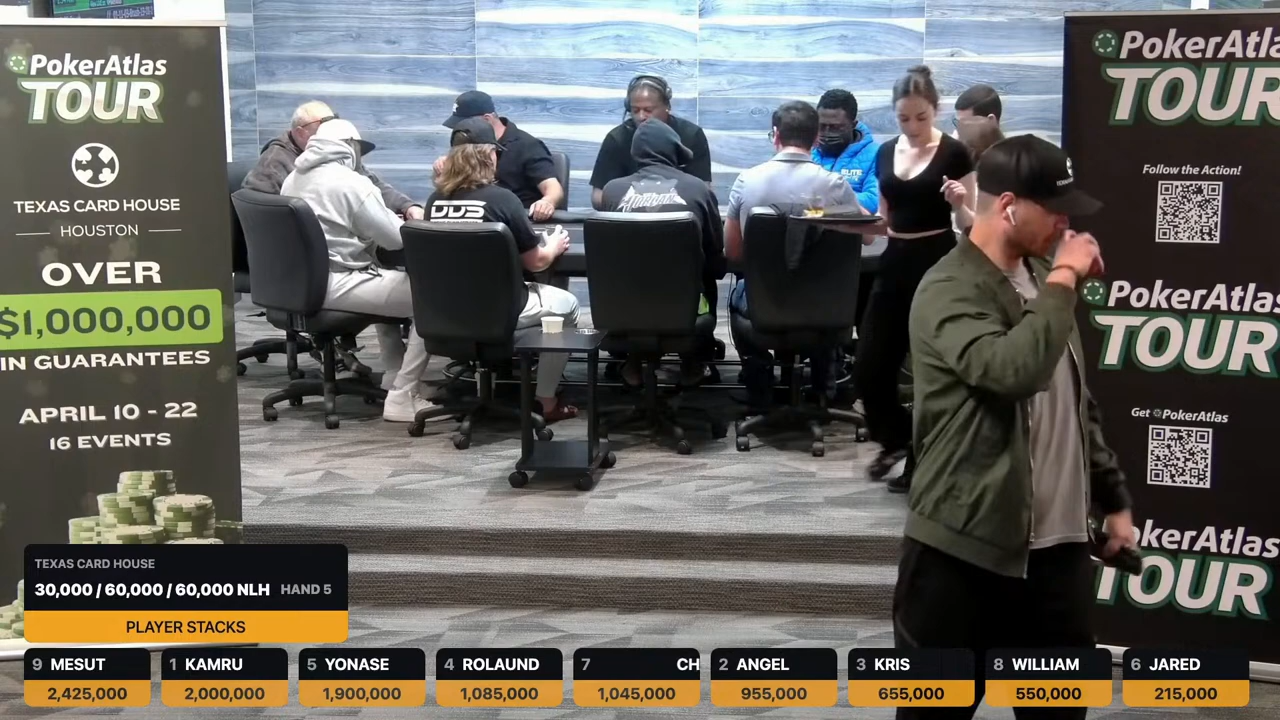 PokerAtlas
TOUR
TEXAS CARD HOUSE
HOUSTON
OVER
$1,000,000
IN GUARANTEES
APRIL 10 - 22
16 EVENTS
DDS
ELITE
PokerAtla
TOUR
Follow the Action!
PokerAtlas
TOUR
Get PokerAtlas
okerAtlas
TOUR
TEXAS CARD HOUSE
30,000 / 60,000 / 60,000 NLH HAND 5
PLAYER STACKS
9 MESUT
2,425,000
1 KAMRU
2,000,000
5 YONASE
1,900,000
4 ROLAUND
1,085,000
7 CH
1,045,000
2 ANGEL
955,000
3 KRIS
655,000
8 WILLIAM
550,000
6 JARED
215,000